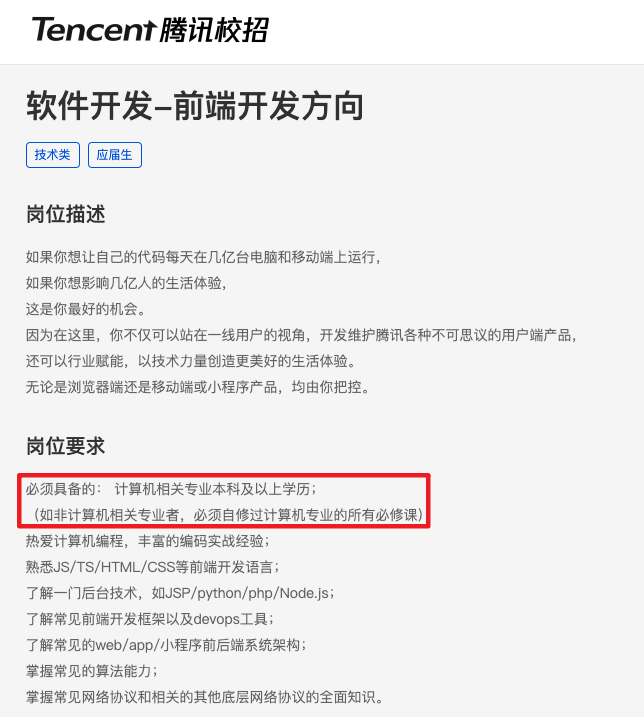 Tencent腾讯校招
软件开发–前端开发方向
技术类 应届生
岗位描述
如果你想让自己的代码每天在几亿台电脑和移动端上运行，
如果你想影响几亿人的生活体验，
这是你最好的机会。
因为在这里，你不仅可以站在一线用户的视角，开发维护腾讯各种不可思议的用户端产品，
还可以行业赋能，以技术力量创造更美好的生活体验。
无论是浏览器端还是移动端或小程序产品，均由你把控。
岗位要求
必须具备的： 计算机相关专业本科及以上学历；
（如非计算机相关专业者，必须自修过计算机专业的所有必修课）
热爱计算机编程，丰富的编码实战经验；
熟悉JS/TS/HTML/CSS等前端开发语言；
了解一门后台技术，如JSP/python/php/Node.js；
了解常见前端开发框架以及devops工具；
了解常见的web/app/小程序前后端系统架构；
掌握常见的算法能力；
掌握常见网络协议和相关的其他底层网络协议的全面知识。